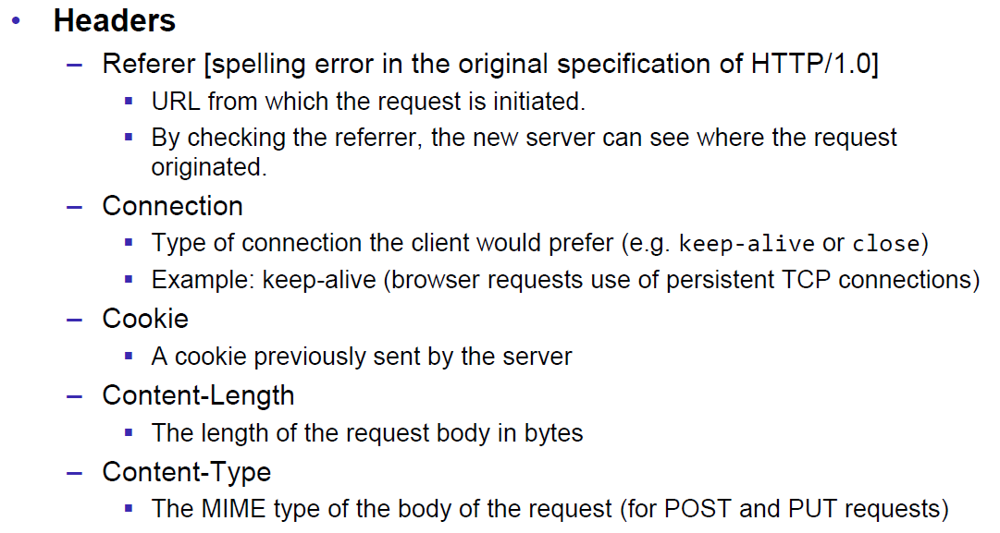 • Headers
– Referer [spelling error in the original specification of HTTP/1.0]
▪ URL from which the request is initiated.
▪ By checking the referrer, the new server can see where the request
originated.
– Connection
▪ Type of connection the client would prefer (e.g. keep-alive or close)
▪ Example: keep-alive (browser requests use of persistent TCP connections)
– Cookie
▪ A cookie previously sent by the server
– Content-Length
▪ The length of the request body in bytes
– Content-Type
▪ The MIME type of the body of the request (for POST and PUT requests)